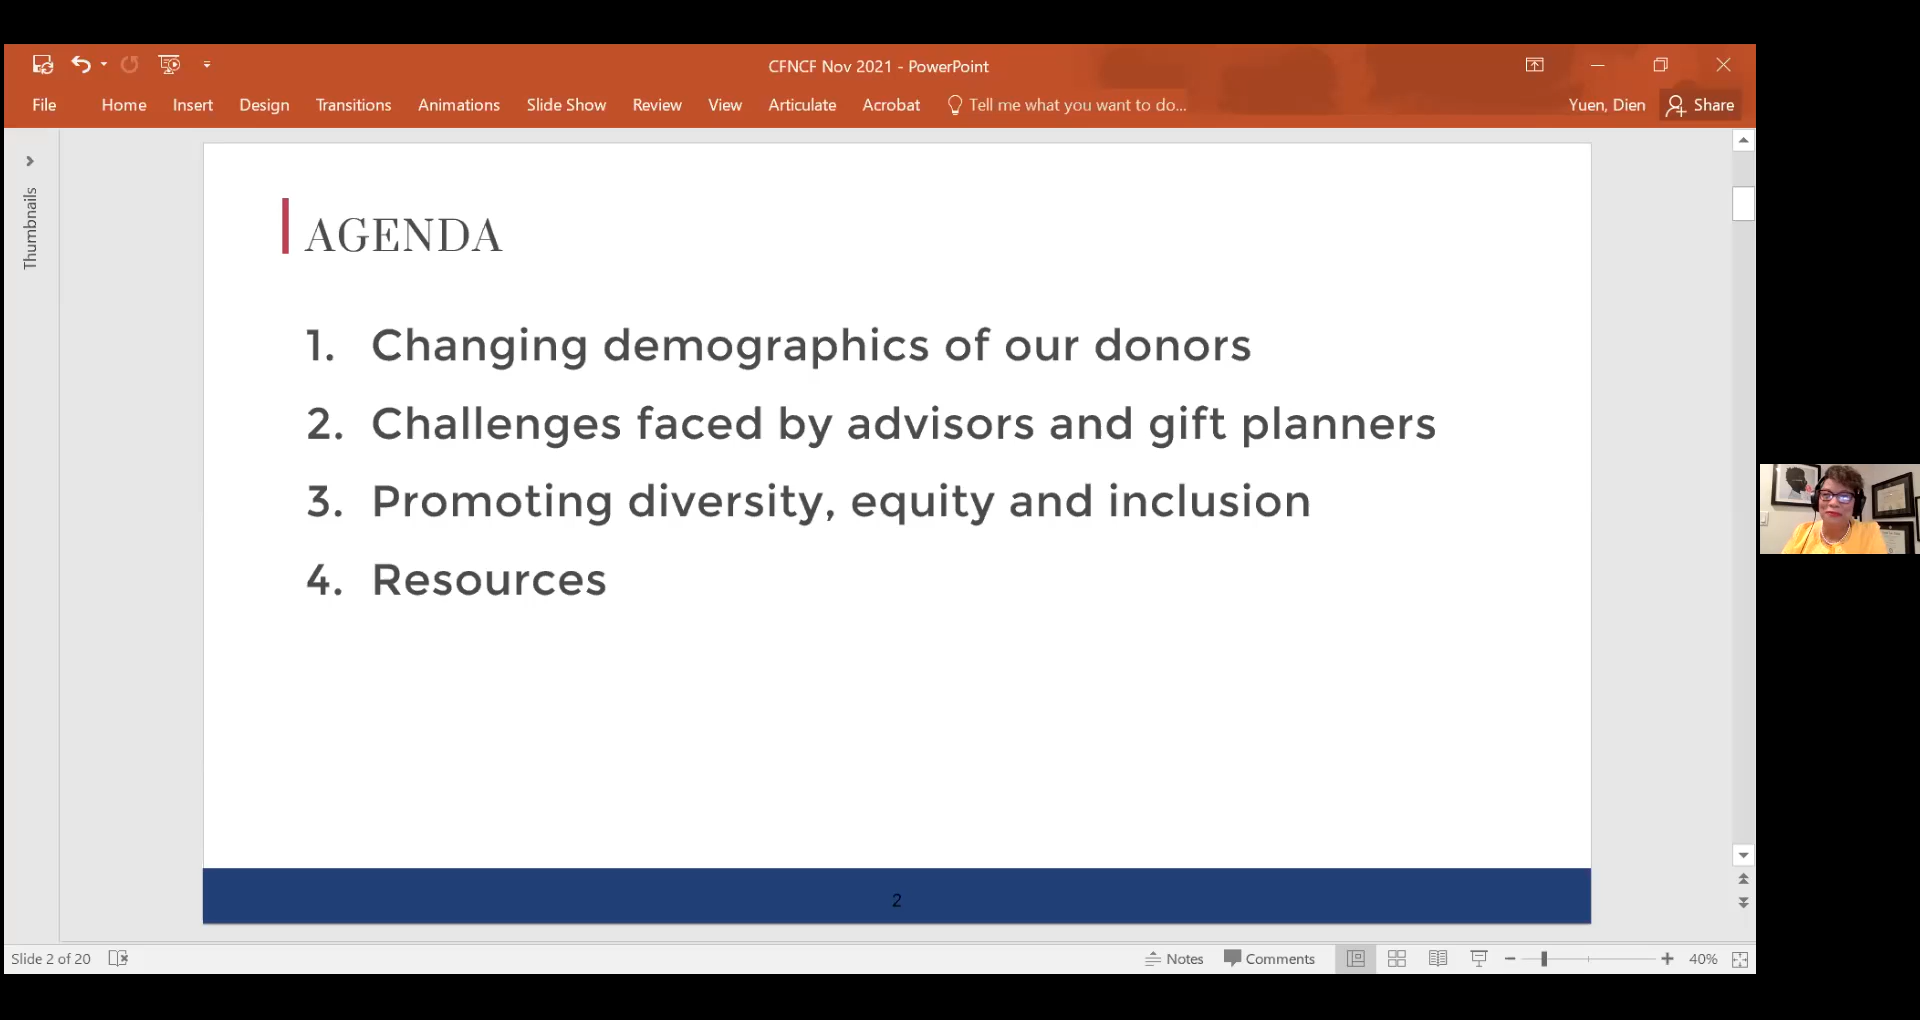 CFNCF Nov 2021 - PowerPoint
File Home Insert Design Transitions Animations Slide Show Review View Articulate Acrobat Tell me what you want to do... Yuen, Dien Share
Thumbnails
AGENDA
1. Changing demographics of our donors
2. Challenges faced by advisors and gift planners
3. Promoting diversity, equity and inclusion
4. Resources
2
Slide 2 of 20 Notes Comments 40%